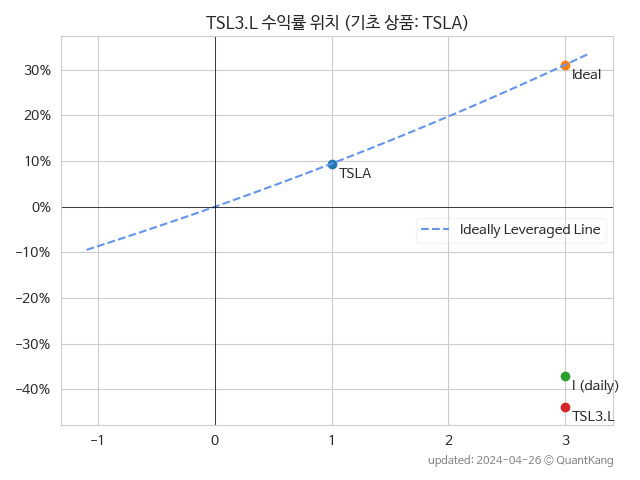 TSL3.L 수익률 위치 (기초 상품: TSLA)
30%
20%
10%
0%
−10%
−20%
−30%
−40%
Ideal
TSLA
Ideally Leveraged Line
I (daily)
TSL3.L
−1
0
1
2
3
updated: 2024-04-26 © QuantKang